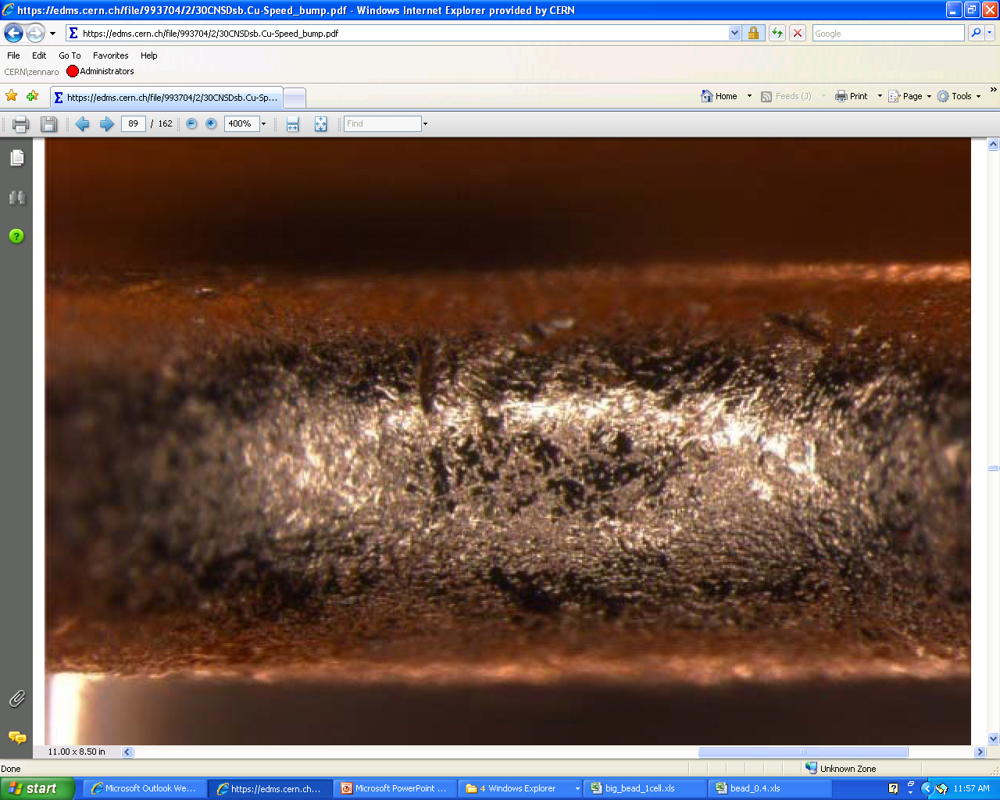 https://edms.cern.ch/file/993704/2/30CNSDsb.Cu-Speed_bump.pdf - Windows Internet Explorer provided by CERN
https://edms.cern.ch/file/993704/2/30CNSDsb.Cu-Speed_bump.pdf
Google
File Edit Go To Favorites Help
CERN\zennaro Administrators
https://edms.cern.ch/file/993704/2/30CNSDsb.Cu-Sp... Home Feeds (J) Print Page Tools
89 / 162 400% Find
11.00 x 8.50 in
Done Unknown Zone
start Microsoft Outlook We... https://edms.cern.ch... Microsoft PowerPoint ... 4 Windows Explorer big_bead_1cell.xls bead_0.4.xls 11:57 AM